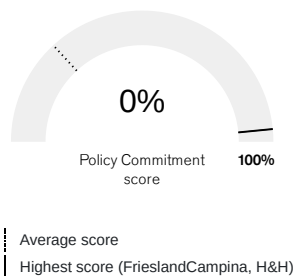 0%
Policy Commitment
score
100%
Average score
Highest score (FrieslandCampina, H&H)